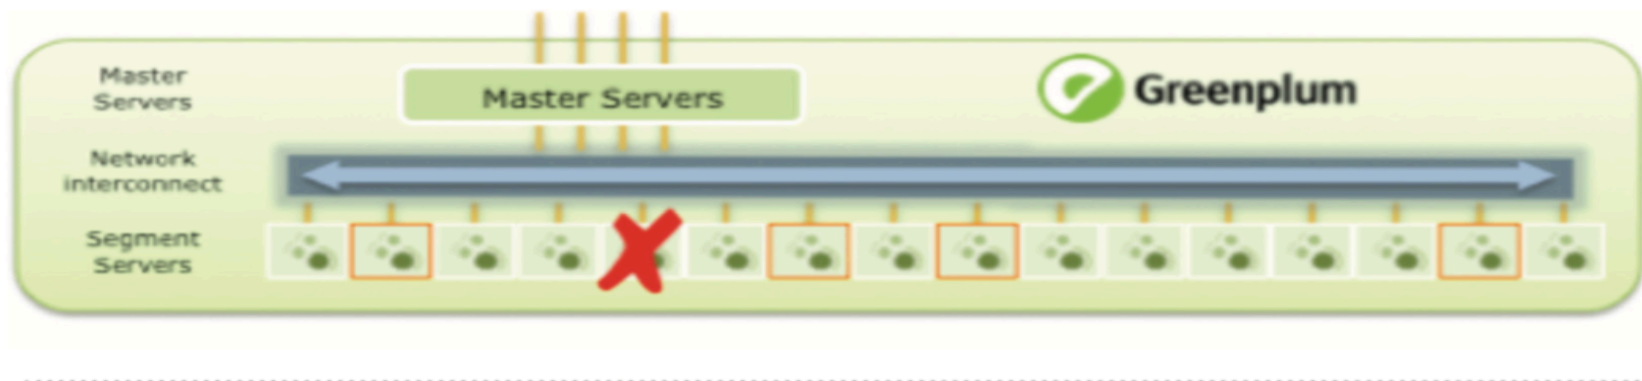 Master
Servers
Master Servers
Greenplum
Network
interconnect
Segment
Servers